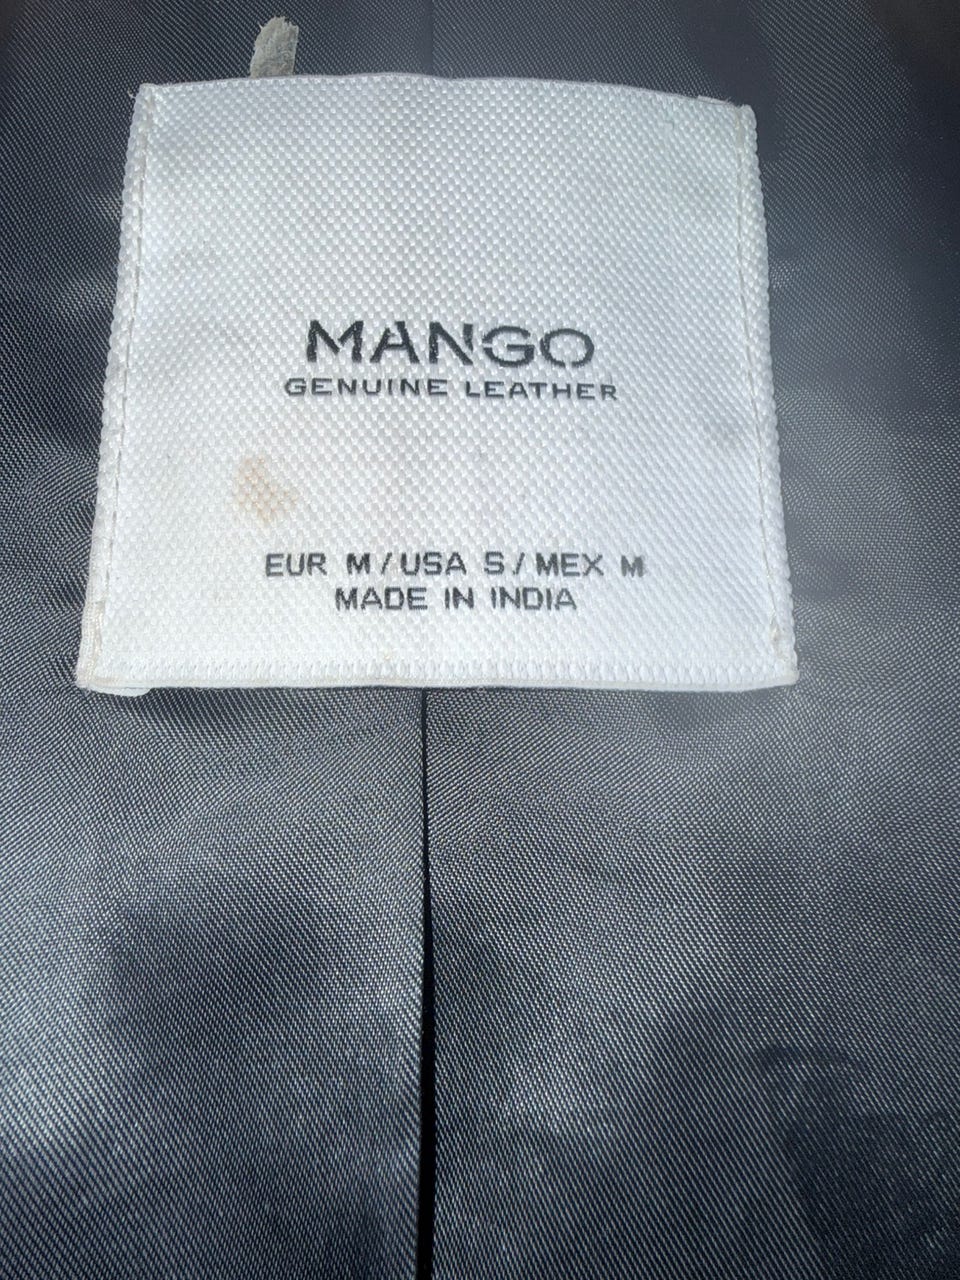 MANGO
GENUINE LEATHER
EUR M / USA S / MEX M
MADE IN INDIA